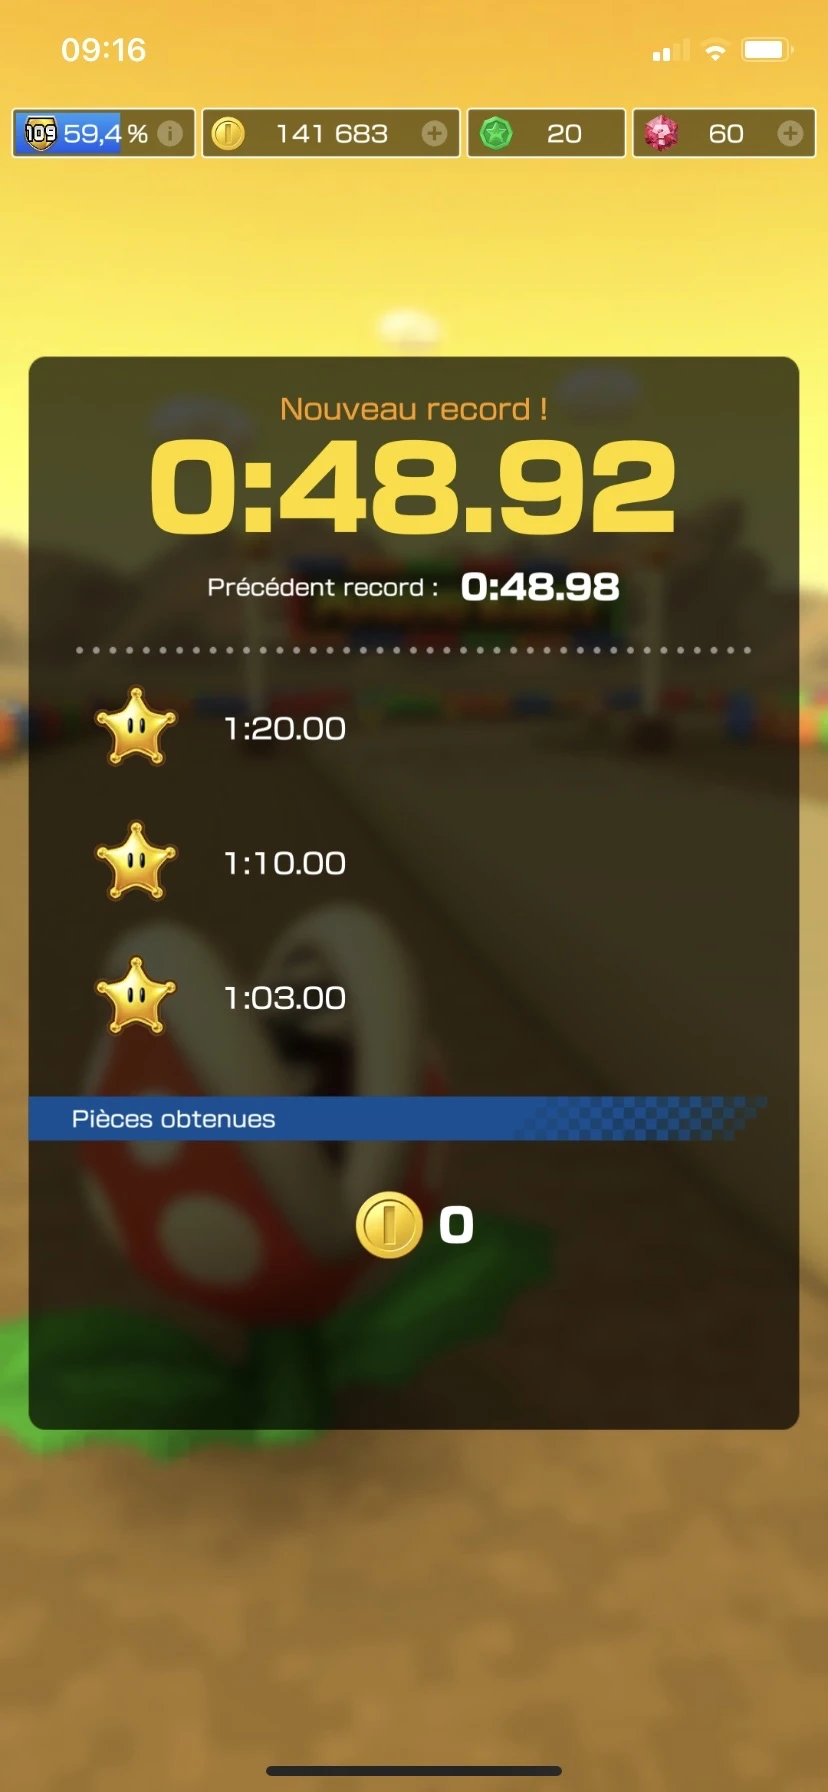 09:16
109 59,4 % i 141 683 + 20 60 +
Nouveau record !
0:48.92
Précédent record : 0:48.98
1:20.00
1:10.00
1:03.00
Pièces obtenues
0